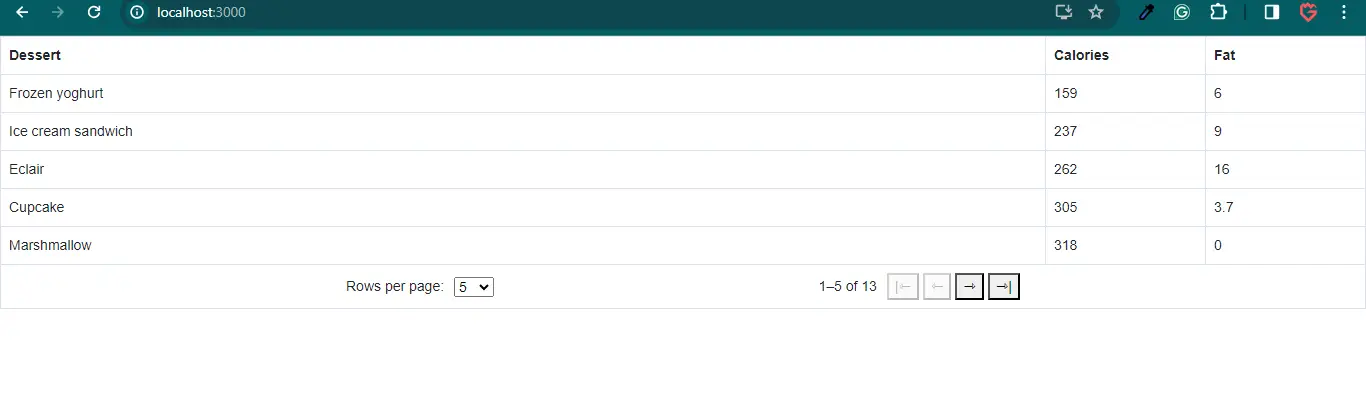 localhost:3000
Dessert Calories Fat
Frozen yoghurt 159 6
Ice cream sandwich 237 9
Eclair 262 16
Cupcake 305 3.7
Marshmallow 318 0
Rows per page: 5 1–5 of 13 |⇽ ⇽ ⇾ ⇾|